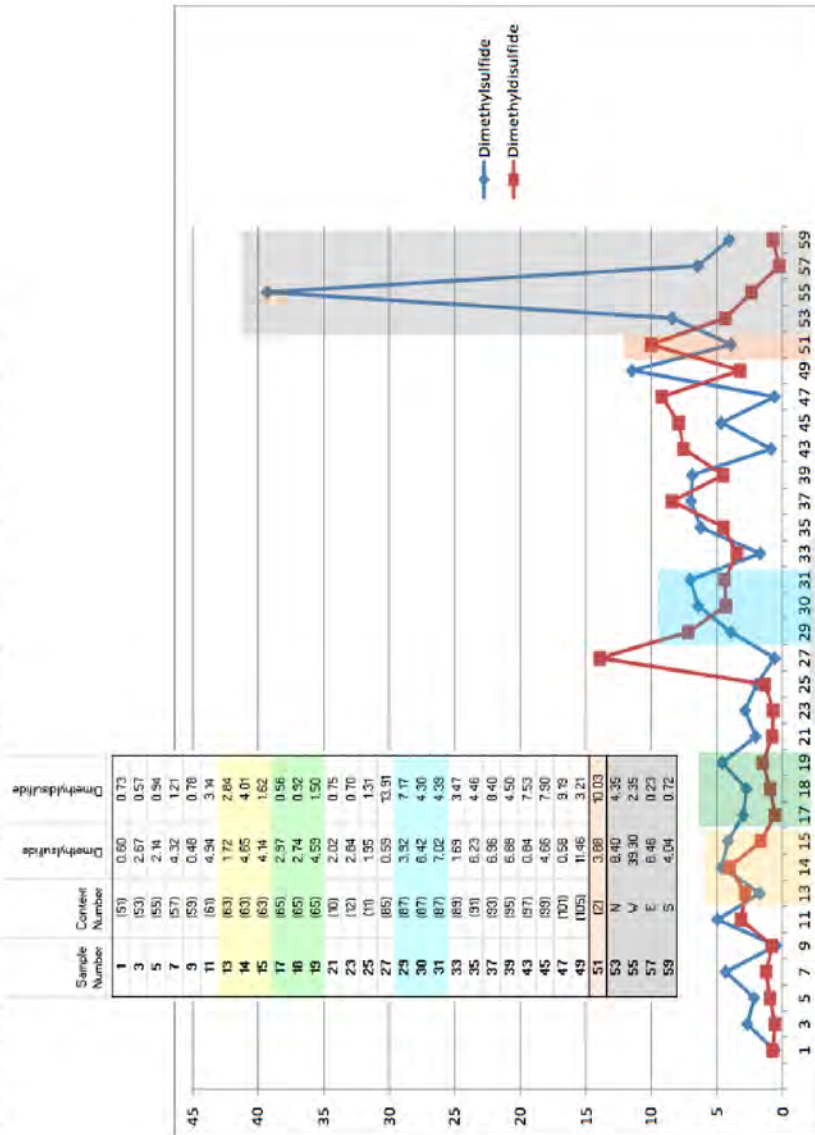 Sample Number Content Number Dimethylsulfide Dimethyldisulfide
1 (51) 0.60 0.73
3 (53) 2.67 0.57
5 (55) 2.14 0.94
7 (57) 4.32 1.21
9 (59) 0.48 0.78
11 (61) 4.94 3.14
13 (63) 1.72 2.84
14 (63) 4.65 4.01
15 (63) 4.14 1.62
17 (65) 2.97 0.56
18 (65) 2.74 0.92
19 (65) 4.59 1.50
21 (10) 2.02 0.75
23 (12) 2.84 0.70
25 (11) 1.95 1.31
27 (85) 0.59 13.91
29 (87) 3.92 7.17
30 (87) 6.42 4.30
31 (87) 7.02 4.39
33 (89) 1.69 3.47
35 (91) 6.23 4.46
37 (93) 6.96 8.40
39 (95) 6.88 4.50
43 (97) 0.84 7.53
45 (99) 4.66 7.90
47 (101) 0.58 9.19
49 (105) 11.46 3.21
51 (2) 3.88 10.03
53 N 8.40 4.35
55 W 39.30 2.35
57 E 6.46 0.23
59 S 4.04 0.72
Dimethylsulfide
Dimethyldisulfide
45
40
35
30
25
20
15
10
5
0
1 3 5 7 9 11 13 14 15 17 18 19 21 23 25 27 29 30 31 33 35 37 39 43 45 47 49 51 53 55 57 59